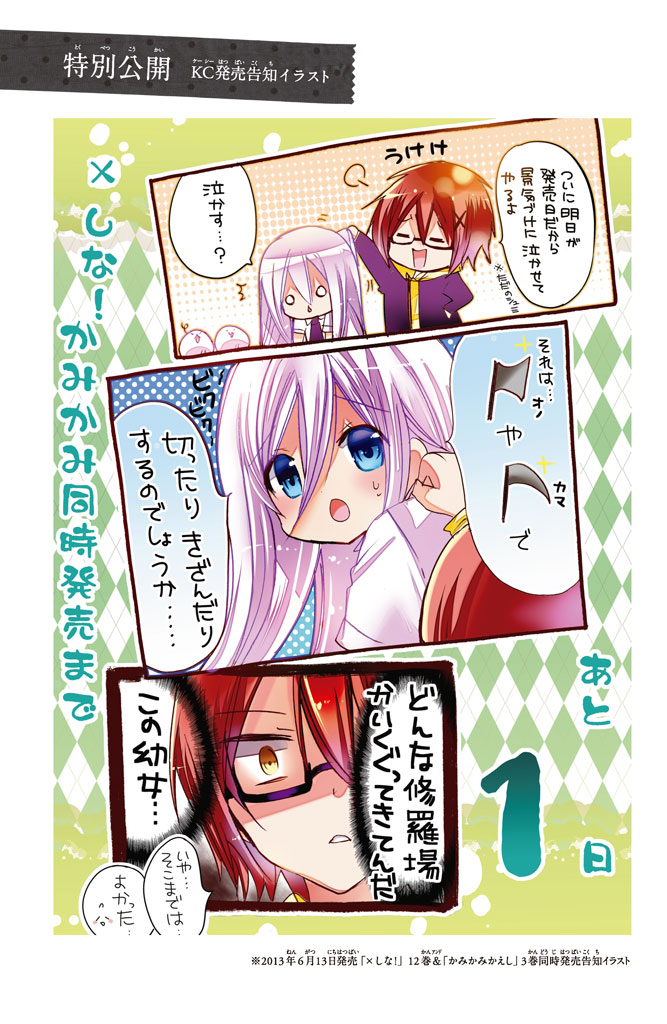 特別公開 KC発売告知イラスト
×しな！かみかみ同時発売まで
あと
1
日
うけけ
ついに明日が
発売日だから
景気づけに泣かせて
やるよ
泣かす…？
それは…
オノ
や
カマ
で
切ったり きざんだり
するのでしょうか……
ビクビク
どんな修羅場
かいくぐってきてんだ
この幼女…
いや…
そこまでは…
よかった…
※2013年6月13日発売「×しな!」12巻&「かみかみかえし」3巻同時発売告知イラスト